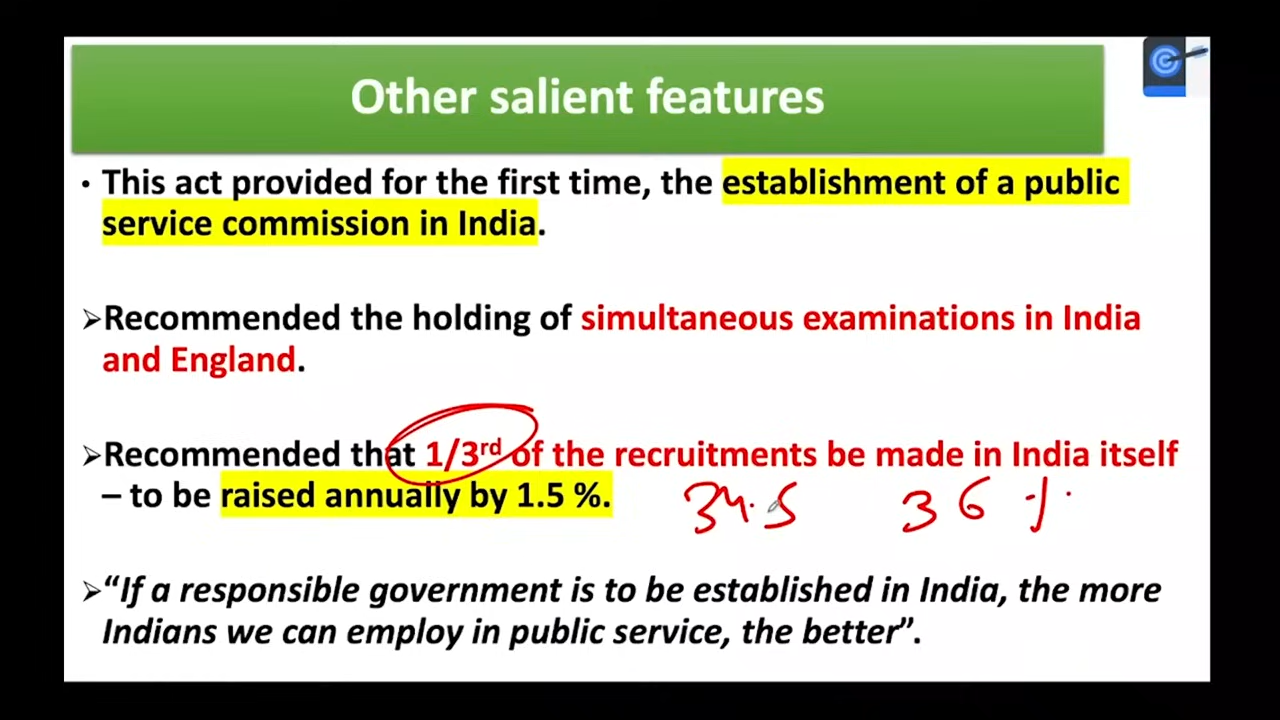 Other salient features
• This act provided for the first time, the establishment of a public
service commission in India.
➢Recommended the holding of simultaneous examinations in India
and England.
➢Recommended that 1/3rd of the recruitments be made in India itself
– to be raised annually by 1.5 %.
34.5 36 %
➢“If a responsible government is to be established in India, the more
Indians we can employ in public service, the better”.